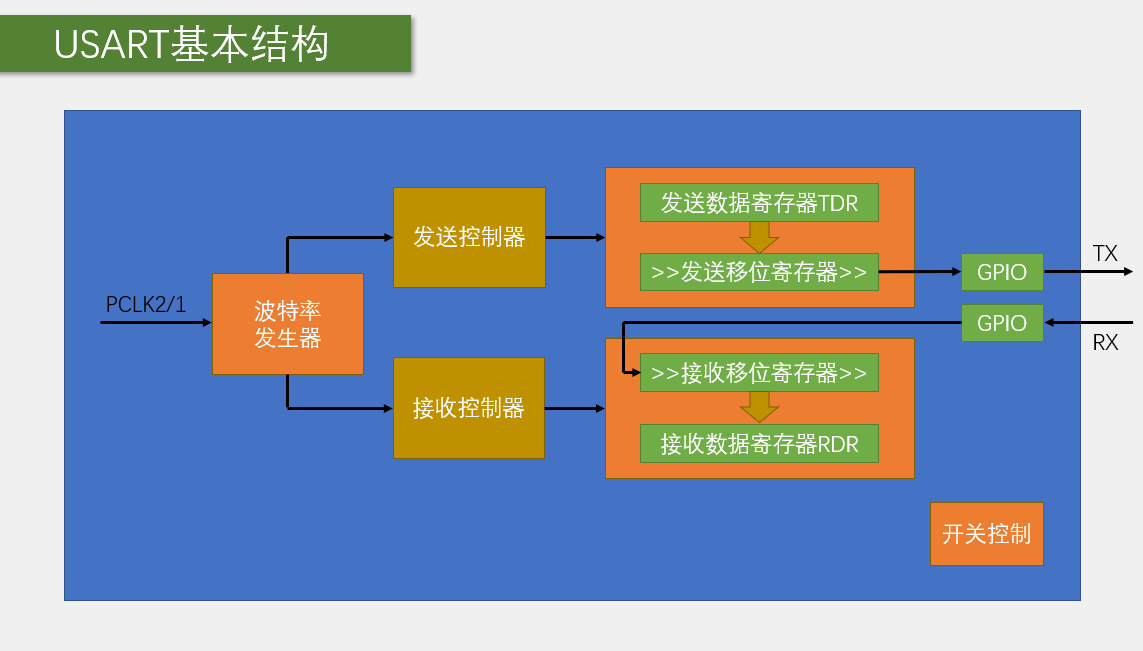 USART基本结构
发送数据寄存器TDR
发送控制器
>>发送移位寄存器>>
GPIO
TX
PCLK2/1
波特率
发生器
GPIO
RX
>>接收移位寄存器>>
接收控制器
接收数据寄存器RDR
开关控制